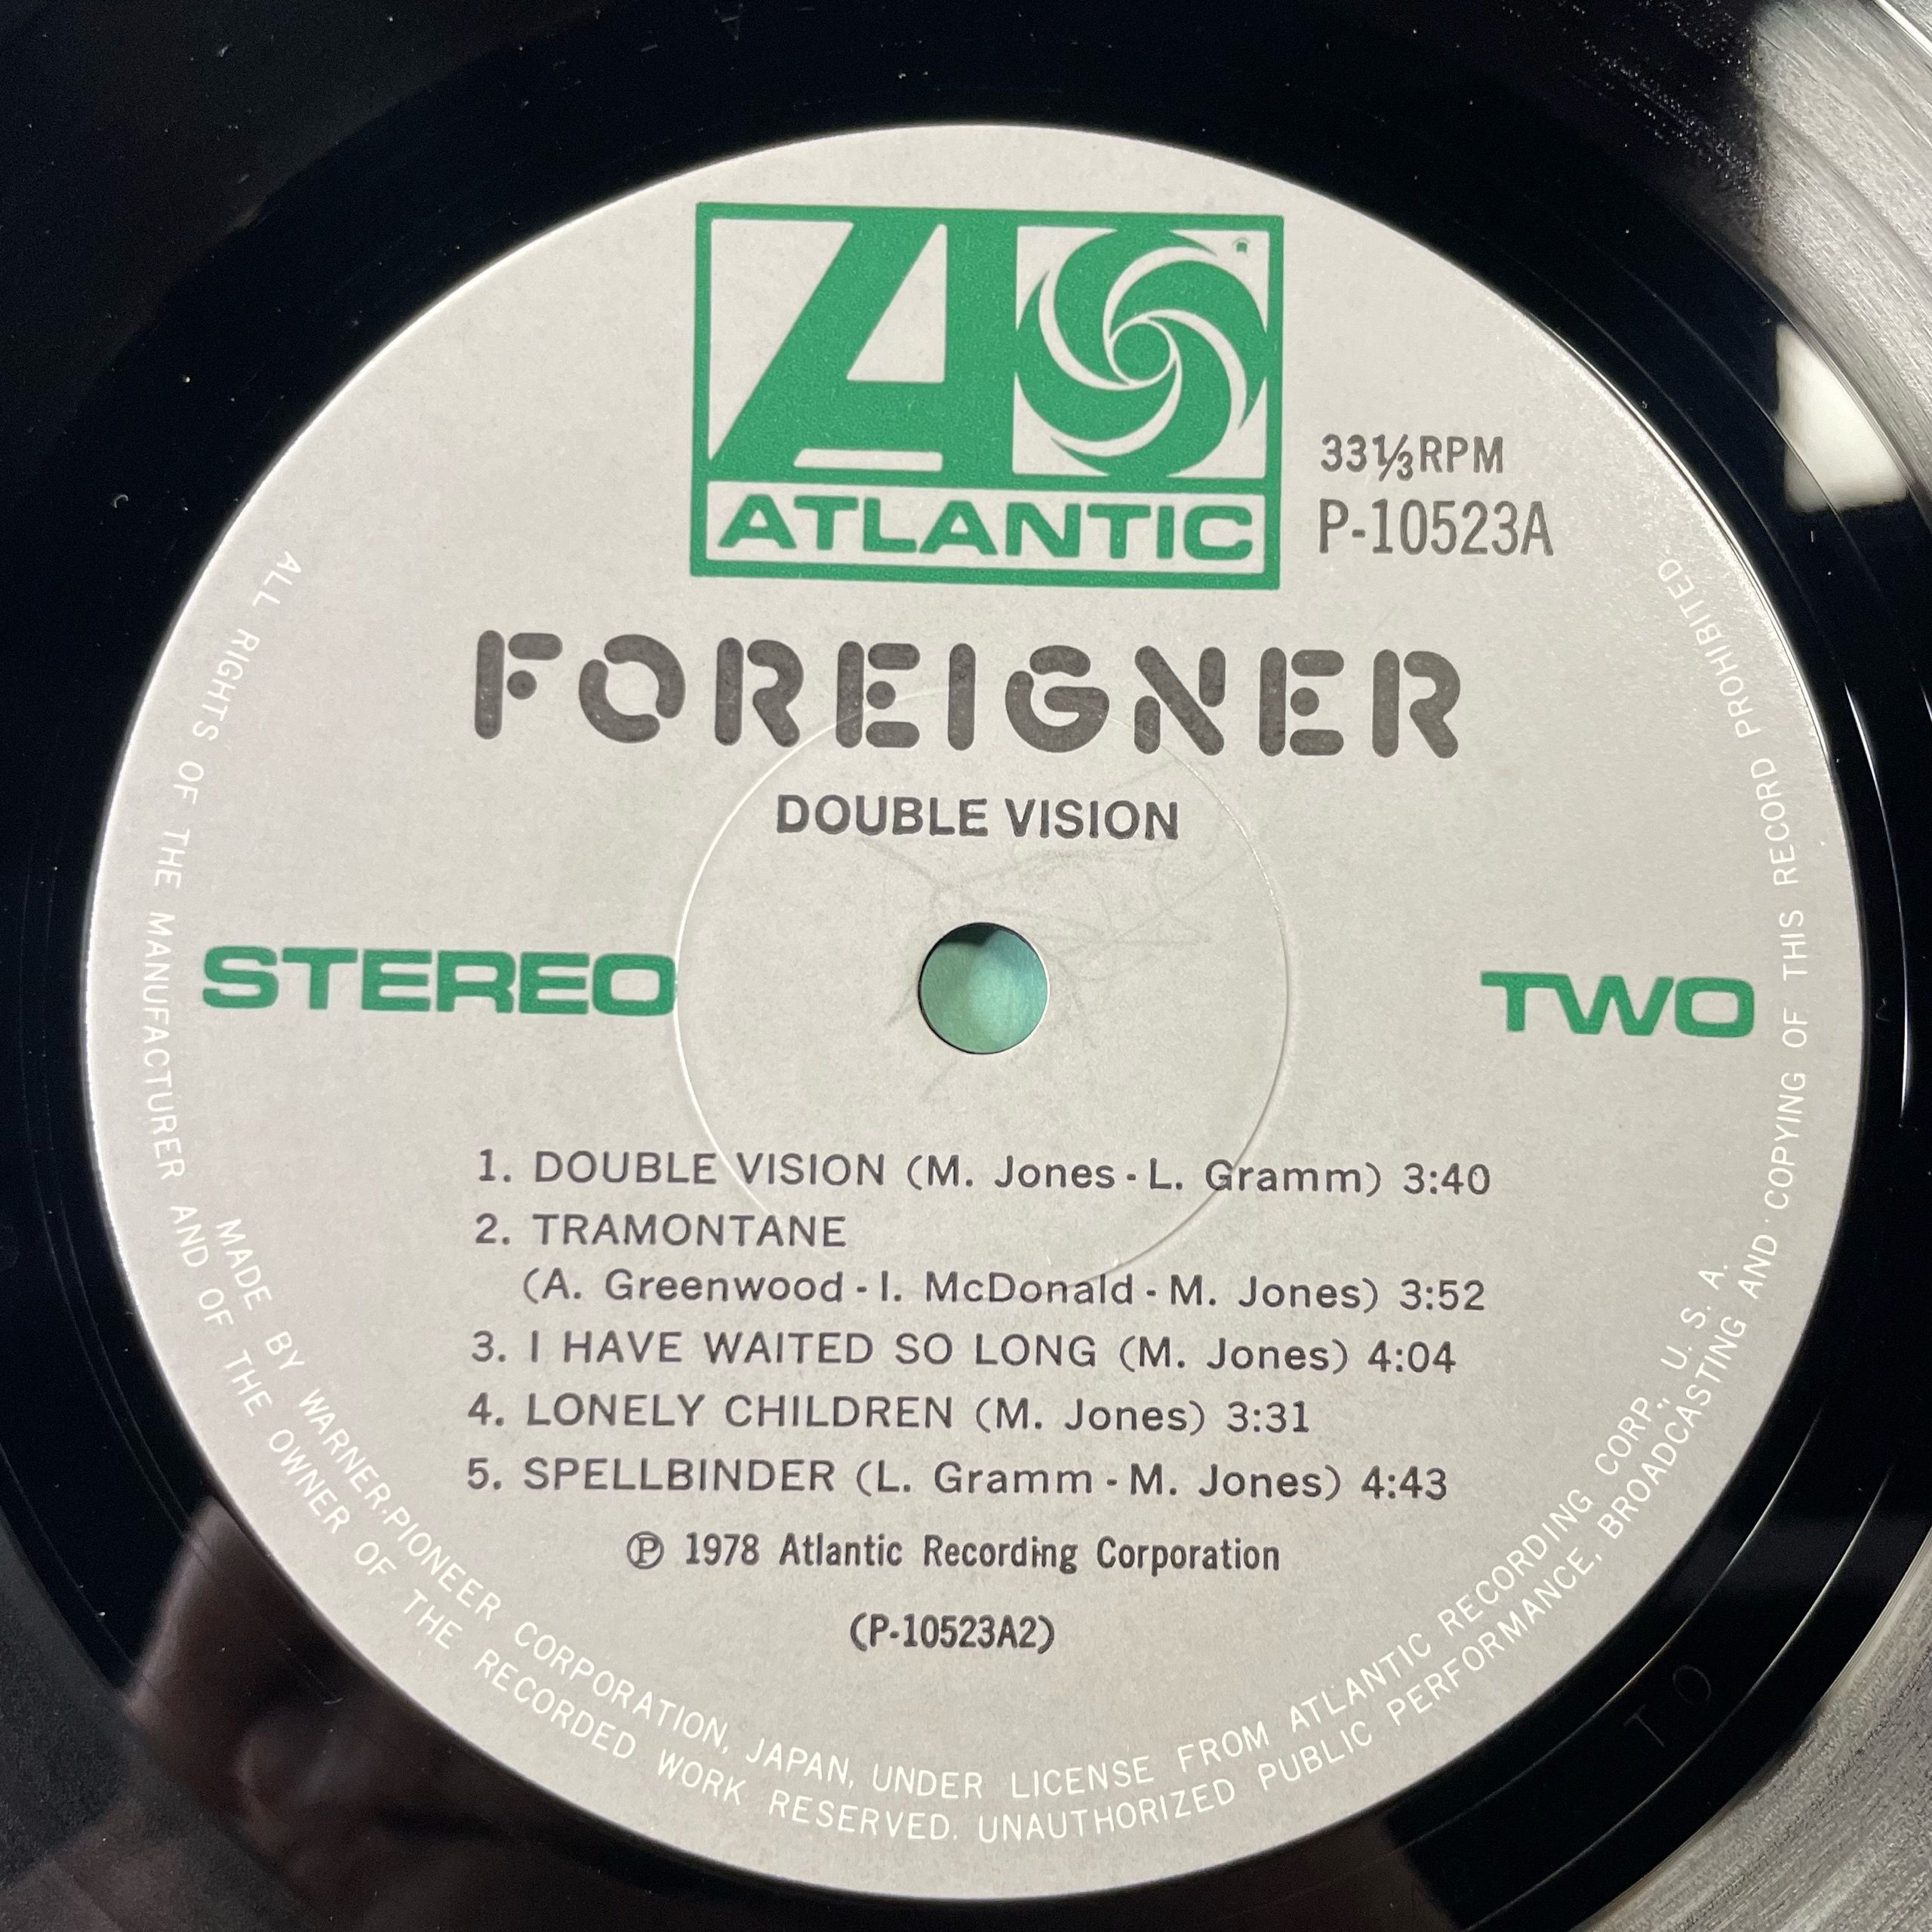 ATLANTIC
33⅓RPM
P-10523A
FOREIGNER
DOUBLE VISION
STEREO
TWO
1. DOUBLE VISION (M. Jones - L. Gramm) 3:40
2. TRAMONTANE
(A. Greenwood - I. McDonald - M. Jones) 3:52
3. I HAVE WAITED SO LONG (M. Jones) 4:04
4. LONELY CHILDREN (M. Jones) 3:31
5. SPELLBINDER (L. Gramm - M. Jones) 4:43
Ⓟ 1978 Atlantic Recording Corporation
(P-10523A2)
MADE BY WARNER-PIONEER CORPORATION, JAPAN, UNDER LICENSE FROM ATLANTIC RECORDING CORP., U. S. A.
ALL RIGHTS OF THE MANUFACTURER AND OF THE OWNER OF THE RECORDED WORK RESERVED. UNAUTHORIZED PUBLIC PERFORMANCE, BROADCASTING AND COPYING OF THIS RECORD PROHIBITED
TO